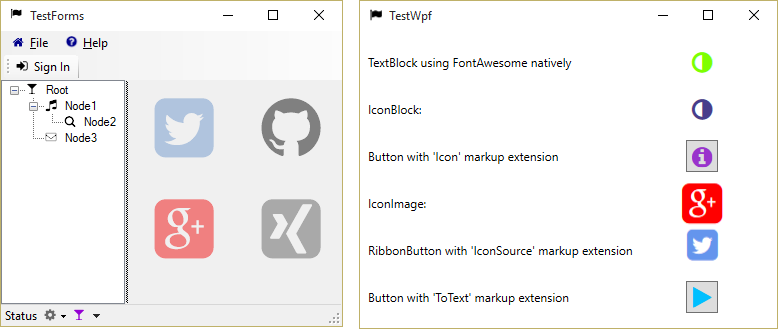 TestForms
File Help
Sign In
Root
Node1
Node2
Node3
Status
TestWpf
TextBlock using FontAwesome natively
IconBlock:
Button with 'Icon' markup extension
IconImage:
g+
RibbonButton with 'IconSource' markup extension
Button with 'ToText' markup extension